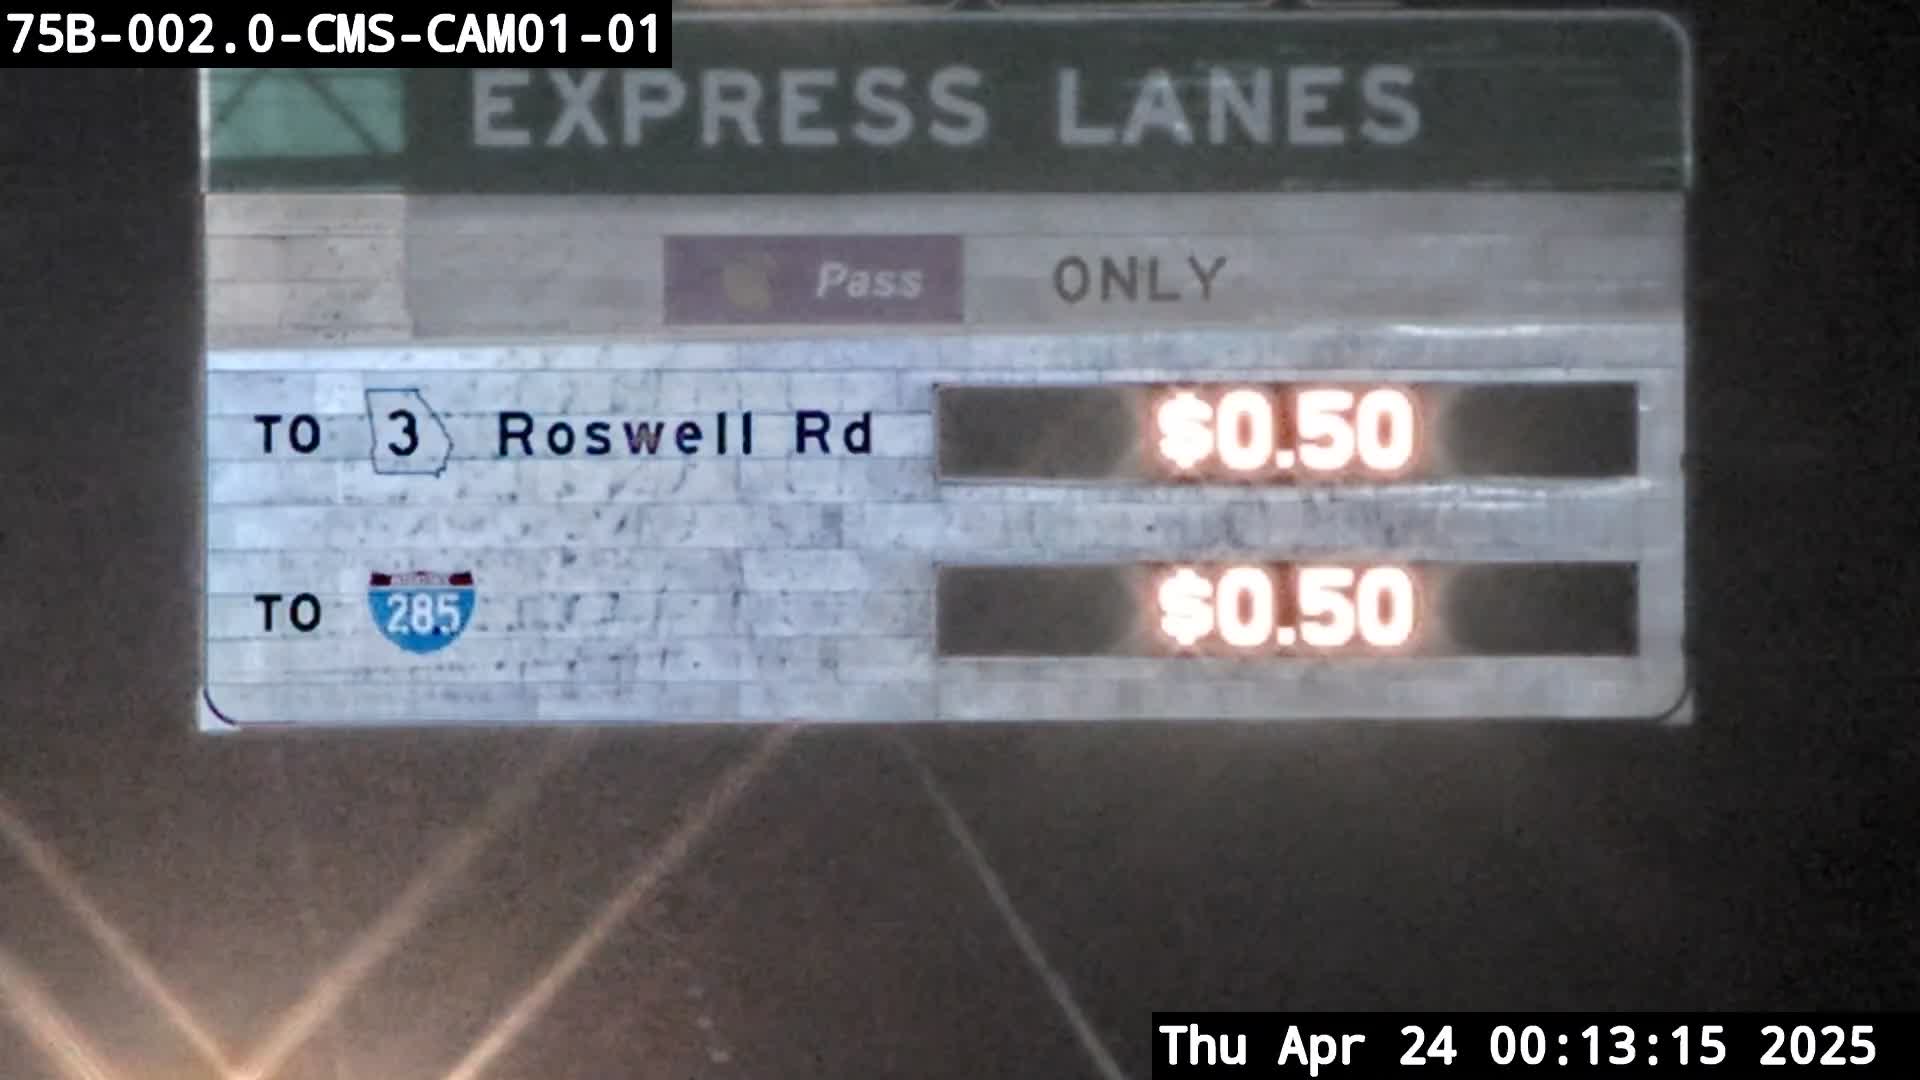 75B-002.0-CMS-CAM01-01
EXPRESS LANES
Pass ONLY
TO 3 Roswell Rd $0.50
TO 285 $0.50
Thu Apr 24 00:13:15 2025